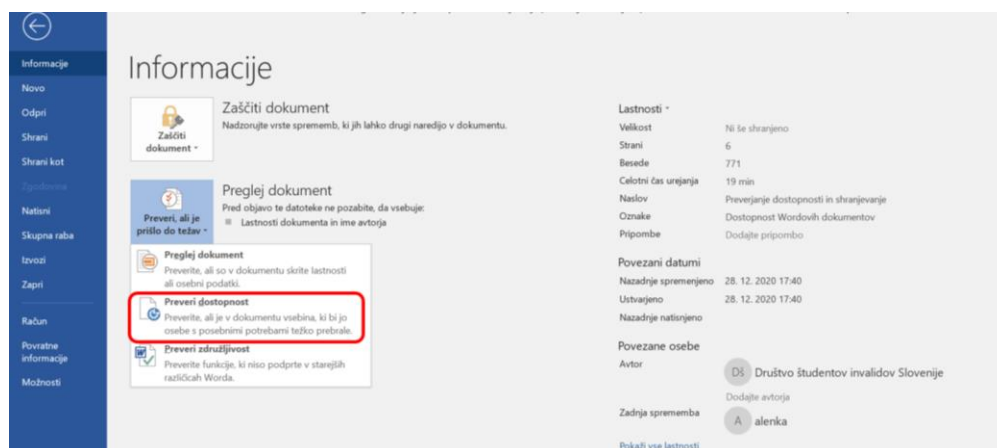 Informacije
Novo
Odpri
Shrani
Shrani kot
Zgodovina
Natisni
Skupna raba
Izvozi
Zapri
Račun
Povratne
informacije
Možnosti
Informacije
Zaščiti
dokument
Zaščiti dokument
Nadzorujte vrste sprememb, ki jih lahko drugi naredijo v dokumentu.
Preveri, ali je
prišlo do težav
Preglej dokument
Pred objavo te datoteke ne pozabite, da vsebuje:
Lastnosti dokumenta in ime avtorja
Preglej dokument
Preverite, ali so v dokumentu skrite lastnosti
ali osebni podatki.
Preveri dostopnost
Preverite, ali je v dokumentu vsebina, ki bi jo
osebe s posebnimi potrebami težko prebrale.
Preveri združljivost
Preverite funkcije, ki niso podprte v starejših
različicah Worda.
Lastnosti
Velikost Ni še shranjeno
Strani 6
Besede 771
Celotni čas urejanja 19 min
Naslov Preverjanje dostopnosti in shranjevanje
Oznake Dostopnost Wordovih dokumentov
Pripombe Dodajte pripombo
Povezani datumi
Nazadnje spremenjeno 28. 12. 2020 17:40
Ustvarjeno 28. 12. 2020 17:40
Nazadnje natisnjeno
Povezane osebe
Avtor
DŠ Društvo študentov invalidov Slovenije
Dodajte avtorja
Zadnja sprememba
A alenka
Pokaži vse lastnosti